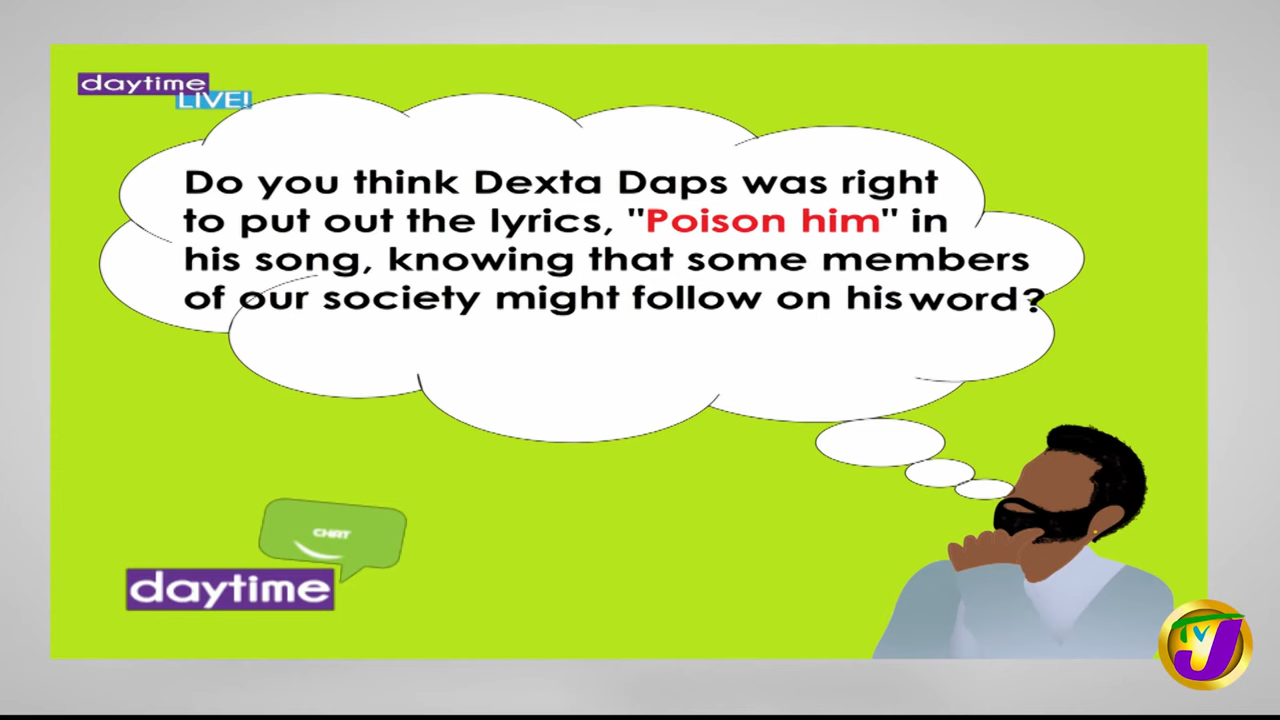 daytime
LIVE!
Do you think Dexta Daps was right
to put out the lyrics, "Poison him" in
his song, knowing that some members
of our society might follow on his word?
CHAT
daytime
TVJ